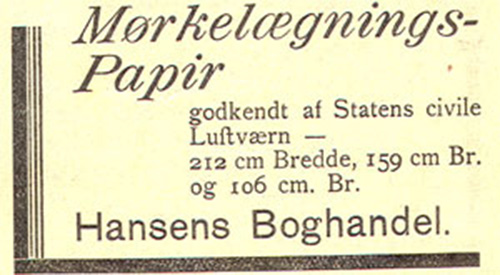 Mørkelægnings-
Papir
godkendt af Statens civile
Luftværn —
212 cm Bredde, 159 cm Br.
og 106 cm. Br.
Hansens Boghandel.